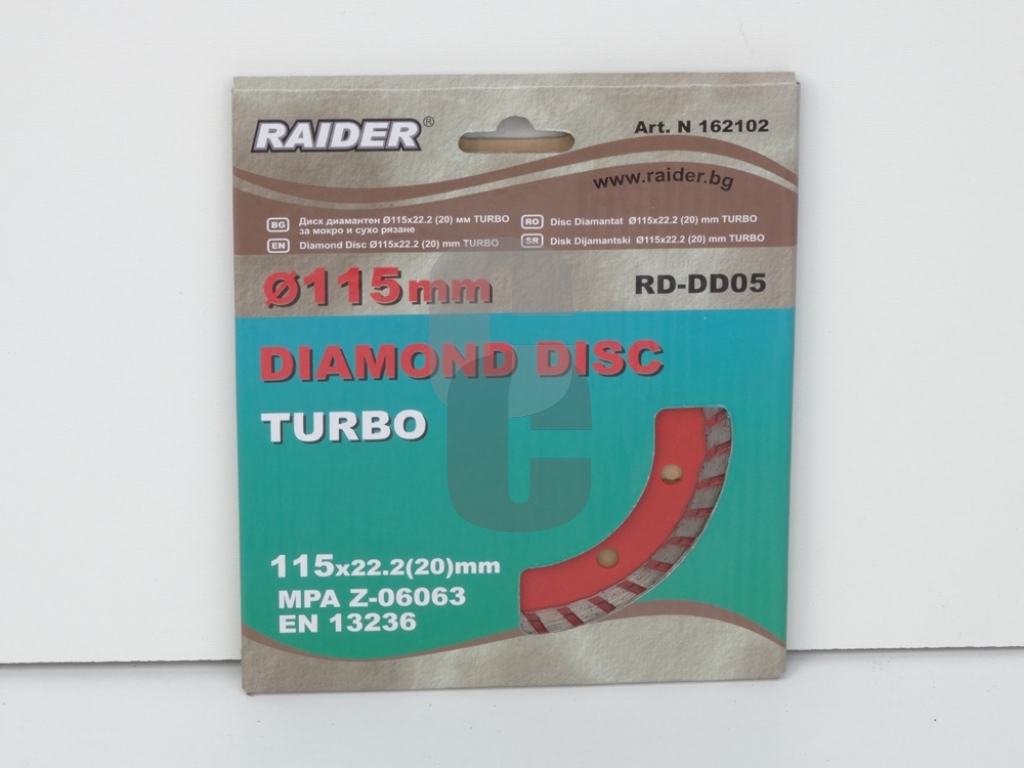 RAIDER®
Art. N 162102
www.raider.bg
BG Диск диамантен Ø115x22.2 (20) мм TURBO
за мокро и сухо рязане
EN Diamond Disc Ø115x22.2 (20) mm TURBO
RO Disc Diamantat Ø115x22.2 (20) mm TURBO
SR Disk Dijamantski Ø115x22.2 (20) mm TURBO
Ø115mm
RD-DD05
DIAMOND DISC
TURBO
115x22.2(20)mm
MPA Z-06063
EN 13236